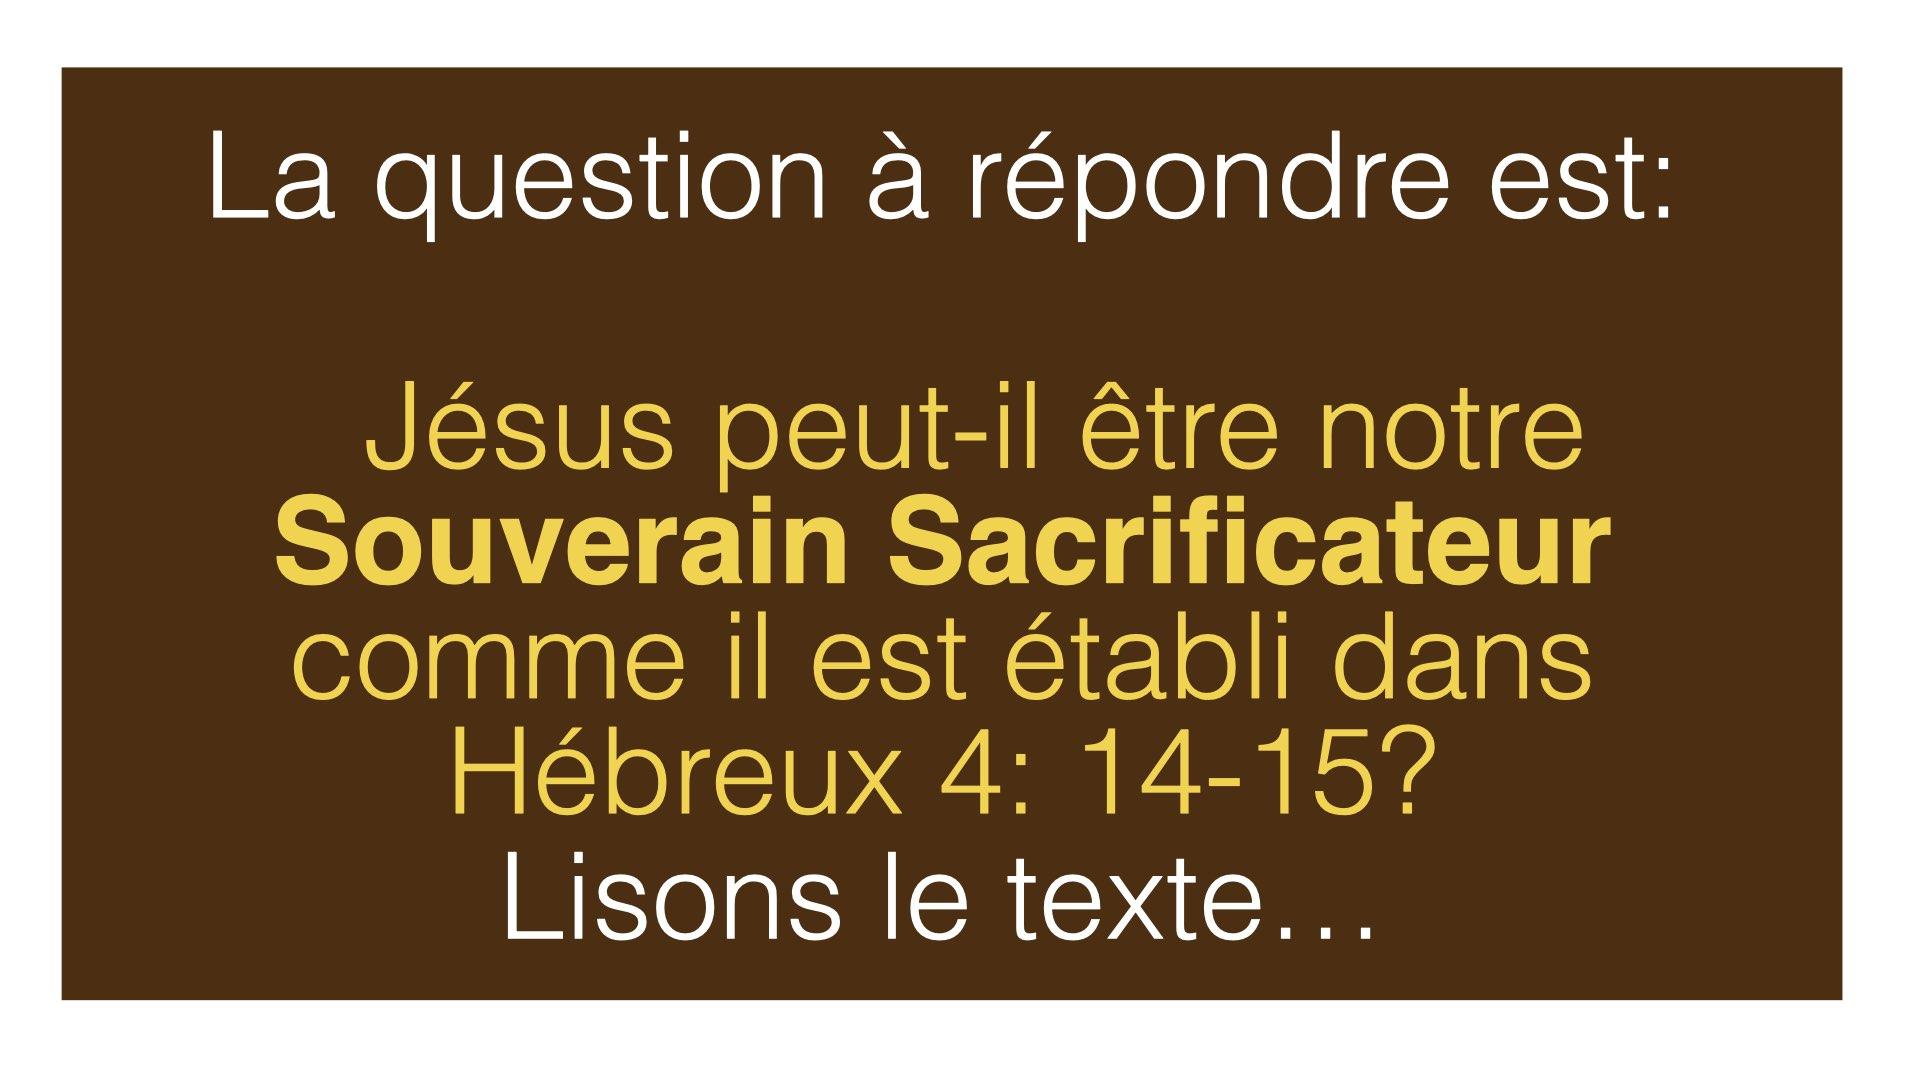 La question à répondre est:
Jésus peut-il être notre
Souverain Sacrificateur
comme il est établi dans
Hébreux 4: 14-15?
Lisons le texte…